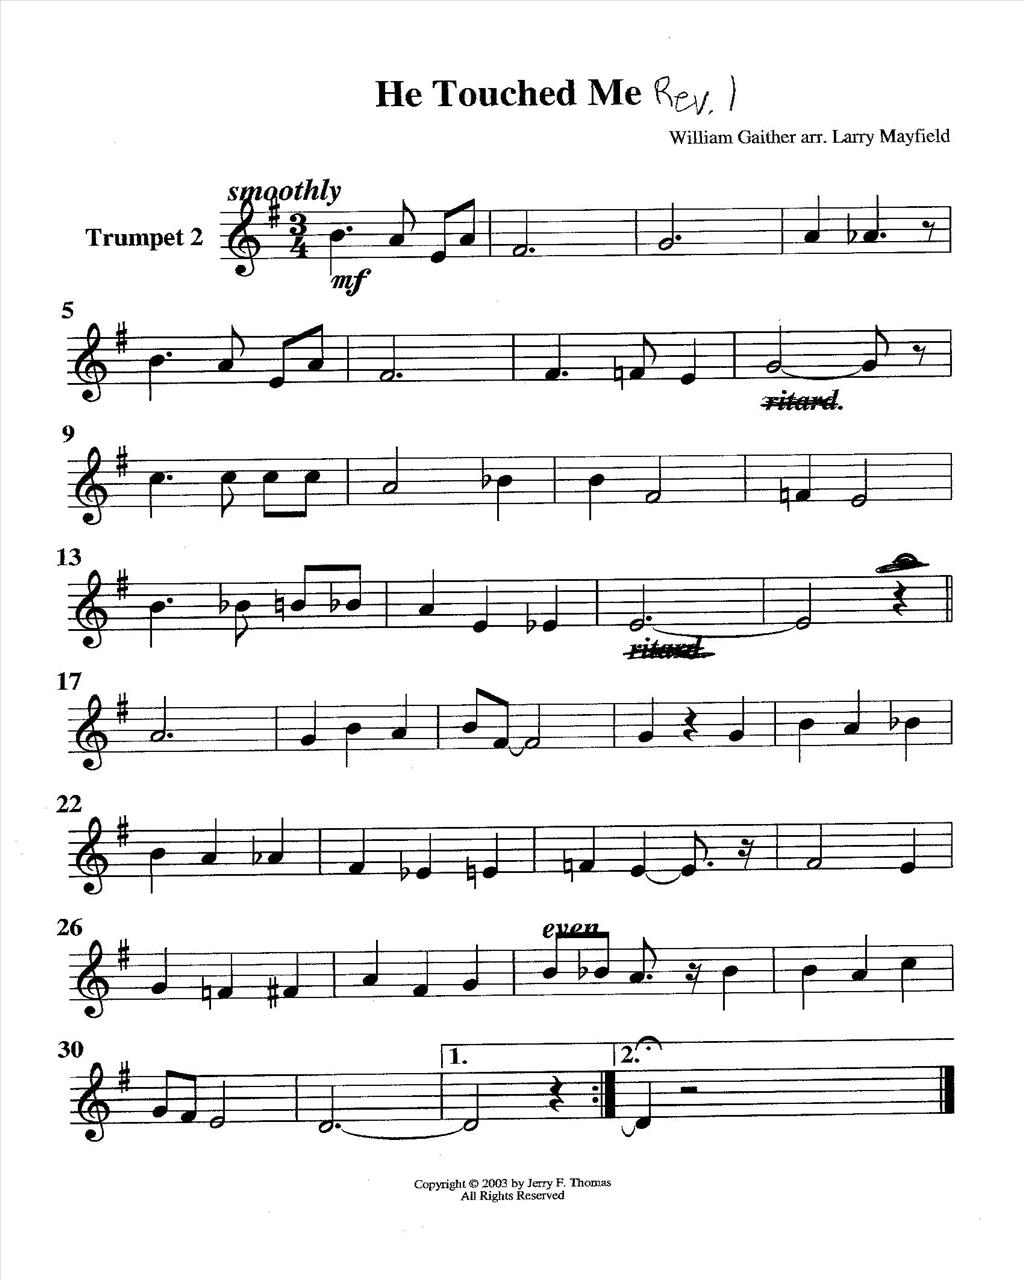 He Touched Me Rev. 1
William Gaither arr. Larry Mayfield
smoothly
Trumpet 2
3
4
mf
5
ritard.
9
13
ritard.
17
22
26
even
30
1.
2.
Copyright © 2003 by Jerry F. Thomas
All Rights Reserved